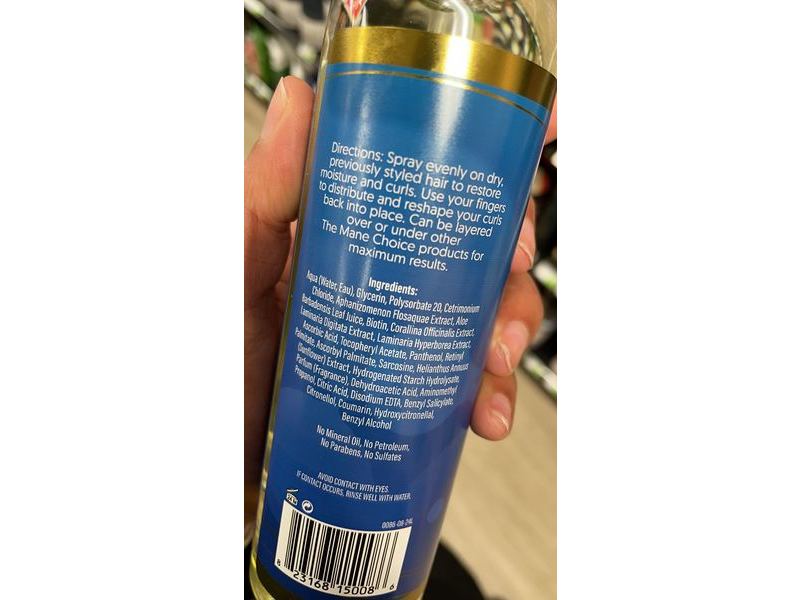 Directions: Spray evenly on dry,
previously styled hair to restore
moisture and curls. Use your fingers
to distribute and reshape your curls
back into place. Can be layered
over or under other
The Mane Choice products for
maximum results.
Ingredients:
Aqua (Water, Eau), Glycerin, Polysorbate 20, Cetrimonium
Chloride, Aphanizomenon Flosaquae Extract, Aloe
Barbadensis Leaf Juice, Biotin, Corallina Officinalis Extract,
Laminaria Digitata Extract, Laminaria Hyperborea Extract,
Ascorbic Acid, Tocopheryl Acetate, Panthenol, Retinyl
Palmitate, Ascorbyl Palmitate, Sarcosine, Helianthus Annuus
(Sunflower) Extract, Hydrogenated Starch Hydrolysate,
Parfum (Fragrance), Dehydroacetic Acid, Aminomethyl
Propanol, Citric Acid, Disodium EDTA, Benzyl Salicylate,
Citronellol, Coumarin, Hydroxycitronellal,
Benzyl Alcohol
No Mineral Oil, No Petroleum,
No Parabens, No Sulfates
AVOID CONTACT WITH EYES.
IF CONTACT OCCURS, RINSE WELL WITH WATER.
0086-08-24L
8 23168 15008 6